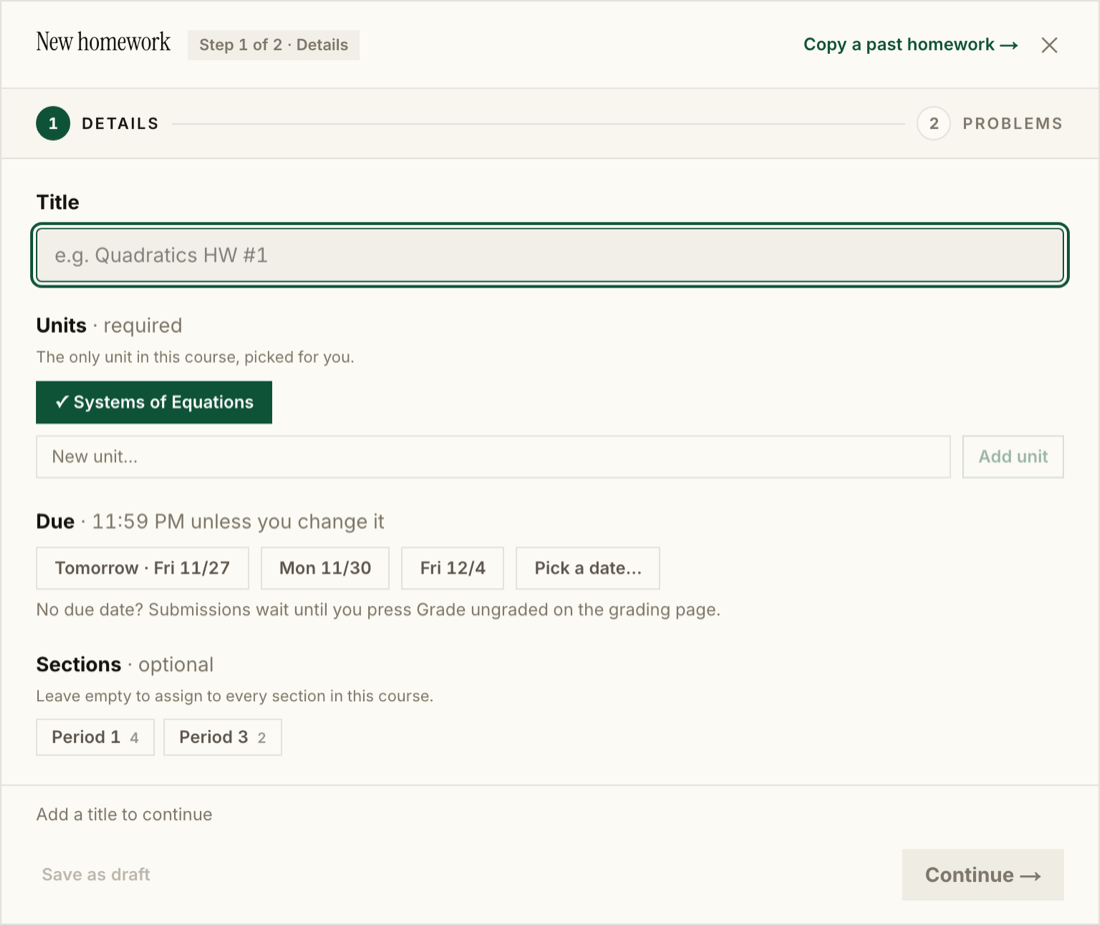 New homework
Step 1 of 2 · Details
Copy a past homework →
1 DETAILS
2 PROBLEMS
Title
e.g. Quadratics HW #1
Units · required
The only unit in this course, picked for you.
✓ Systems of Equations
New unit...
Add unit
Due · 11:59 PM unless you change it
Tomorrow · Fri 11/27
Mon 11/30
Fri 12/4
Pick a date...
No due date? Submissions wait until you press Grade ungraded on the grading page.
Sections · optional
Leave empty to assign to every section in this course.
Period 1 4
Period 3 2
Add a title to continue
Save as draft
Continue →